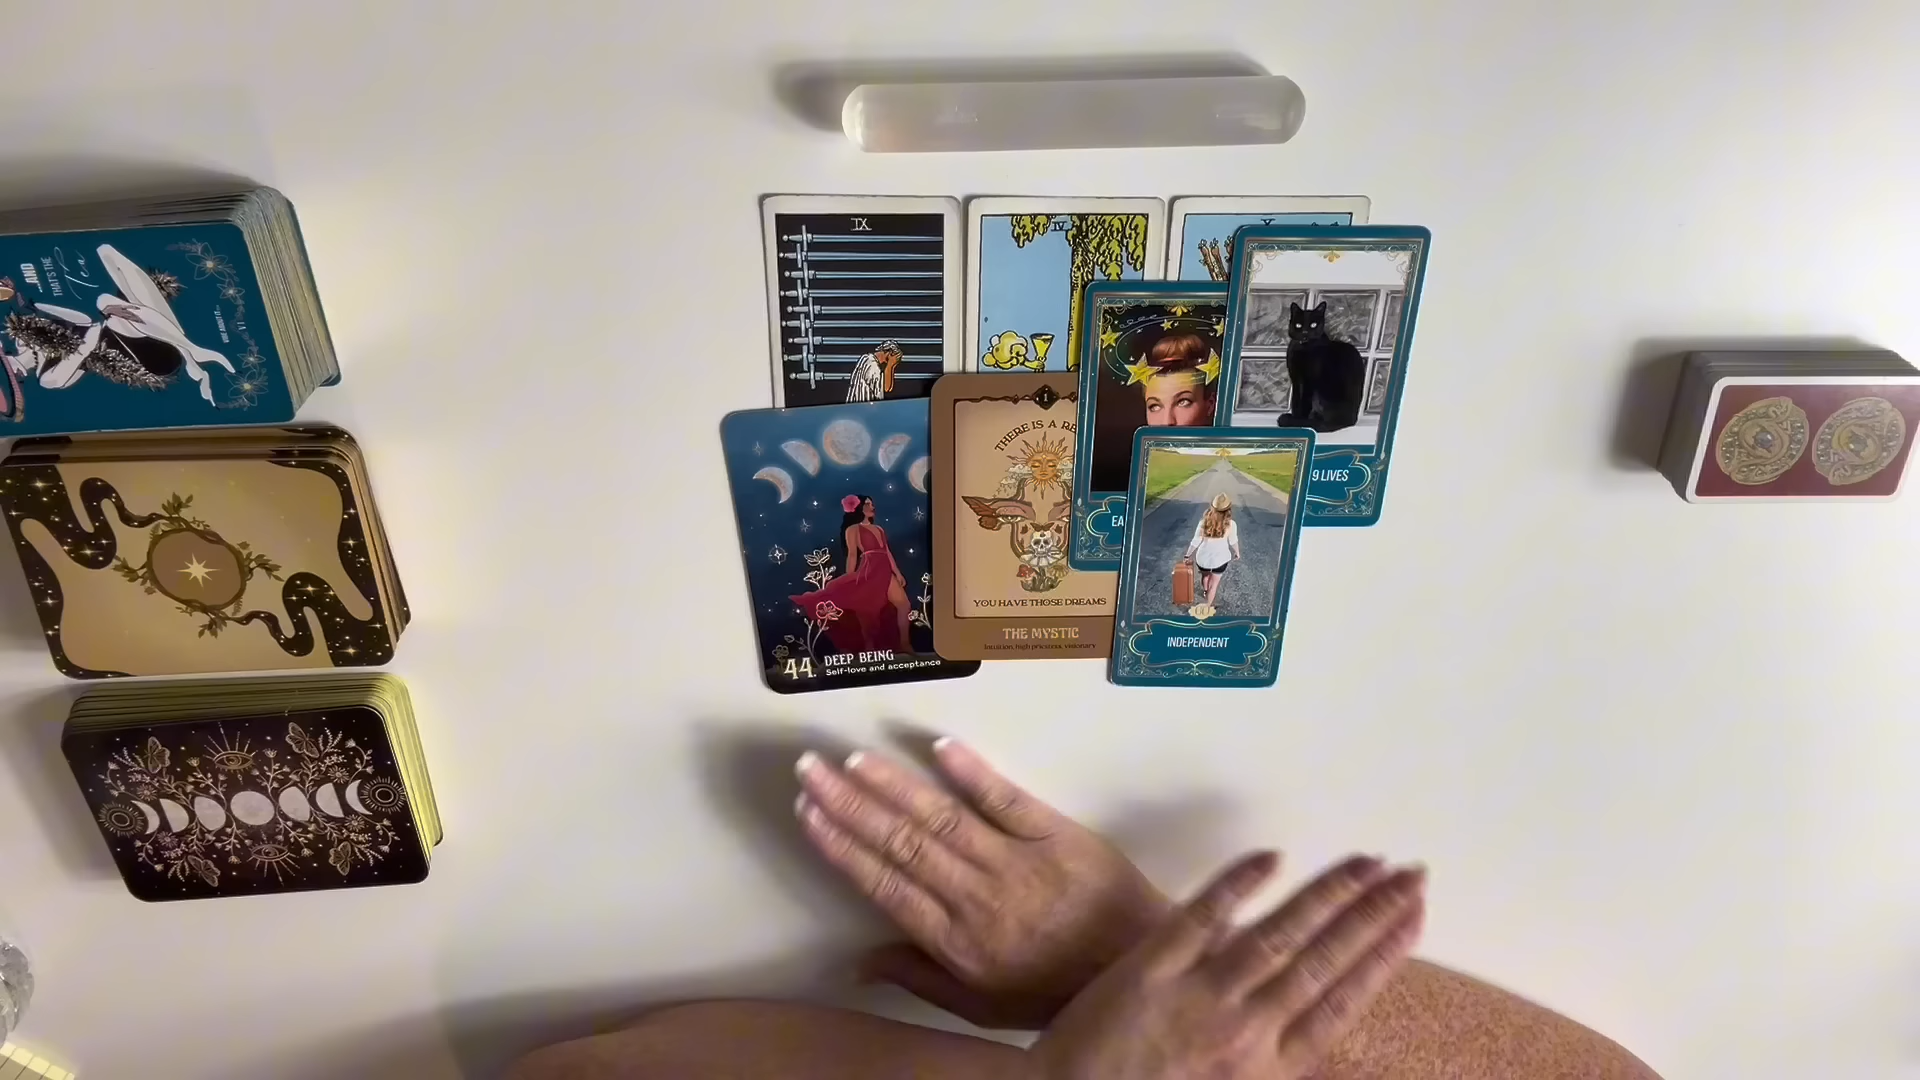 ...AND
THAT'S THE
Tea
IX
IV
X
9 LIVES
EA
THERE IS A RE
YOU HAVE THOSE DREAMS
THE MYSTIC
Intuition, high priestess, visionary
INDEPENDENT
44. DEEP BEING
Self-love and acceptance